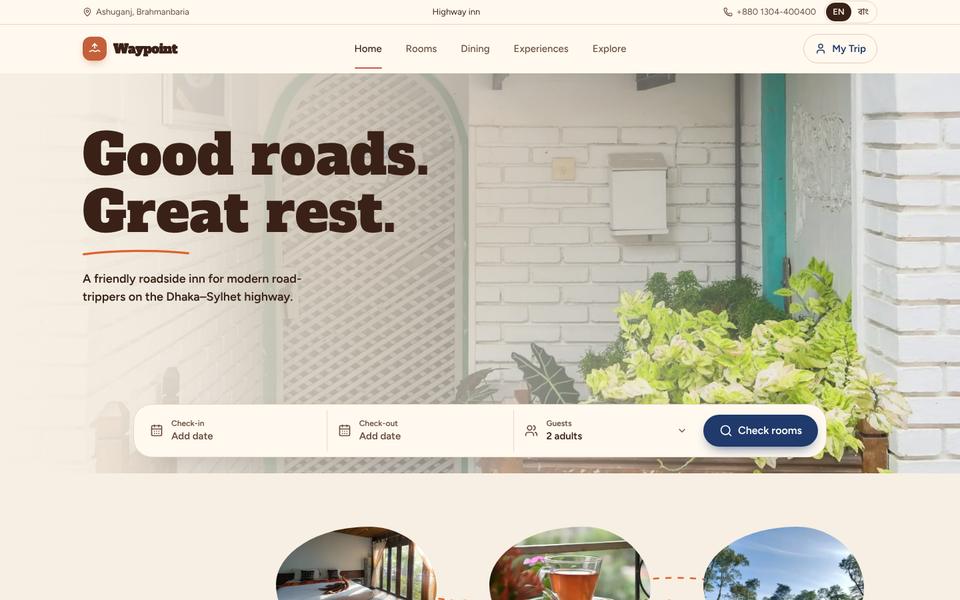 Ashuganj, Brahmanbaria
Highway inn
+880 1304-400400
EN
বাং
Waypoint
Home
Rooms
Dining
Experiences
Explore
My Trip
Good roads.
Great rest.
A friendly roadside inn for modern road-
trippers on the Dhaka–Sylhet highway.
Check-in
Add date
Check-out
Add date
Guests
2 adults
Check rooms